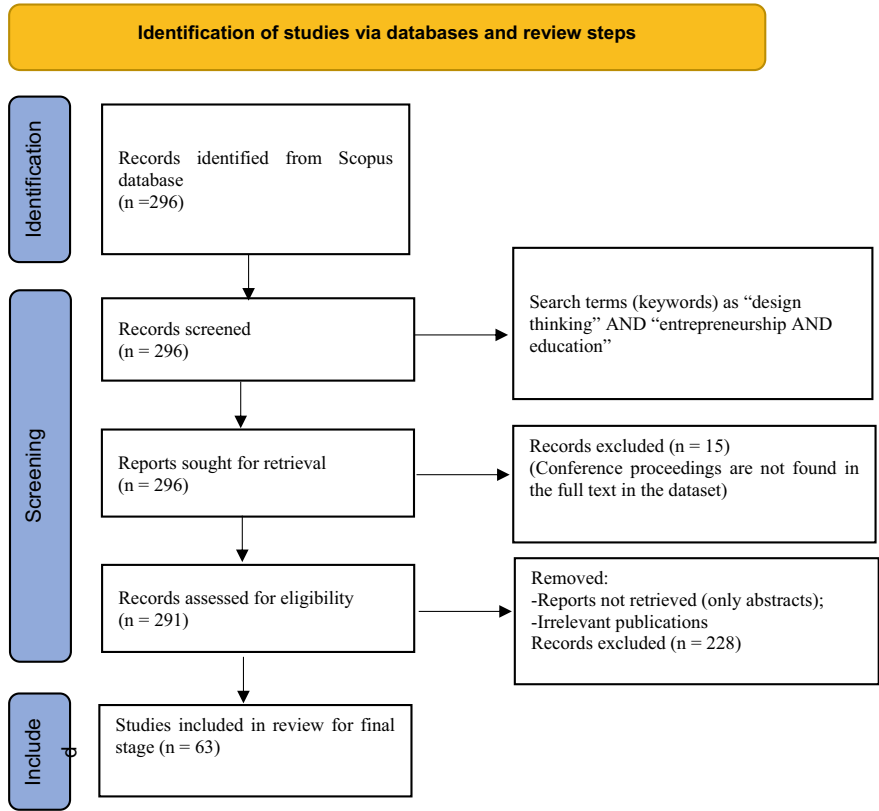 Identification of studies via databases and review steps
Identification
Records identified from Scopus
database
(n =296)
Screening
Records screened
(n = 296)
Search terms (keywords) as “design
thinking” AND “entrepreneurship AND
education”
Reports sought for retrieval
(n = 296)
Records excluded (n = 15)
(Conference proceedings are not found in
the full text in the dataset)
Records assessed for eligibility
(n = 291)
Removed:
-Reports not retrieved (only abstracts);
-Irrelevant publications
Records excluded (n = 228)
Include
d
Studies included in review for final
stage (n = 63)